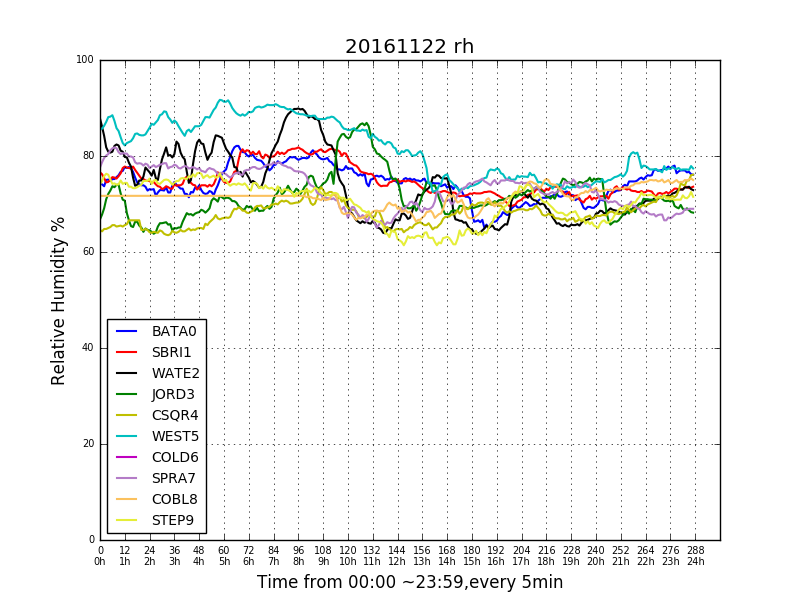 20161122 rh
Relative Humidity %
100
80
60
40
20
0
BATA0
SBRI1
WATE2
JORD3
CSQR4
WEST5
COLD6
SPRA7
COBL8
STEP9
0 12 24 36 48 60 72 84 96 108 120 132 144 156 168 180 192 204 216 228 240 252 264 276 288
0h 1h 2h 3h 4h 5h 6h 7h 8h 9h 10h 11h 12h 13h 14h 15h 16h 17h 18h 19h 20h 21h 22h 23h 24h
Time from 00:00 ~23:59,every 5min